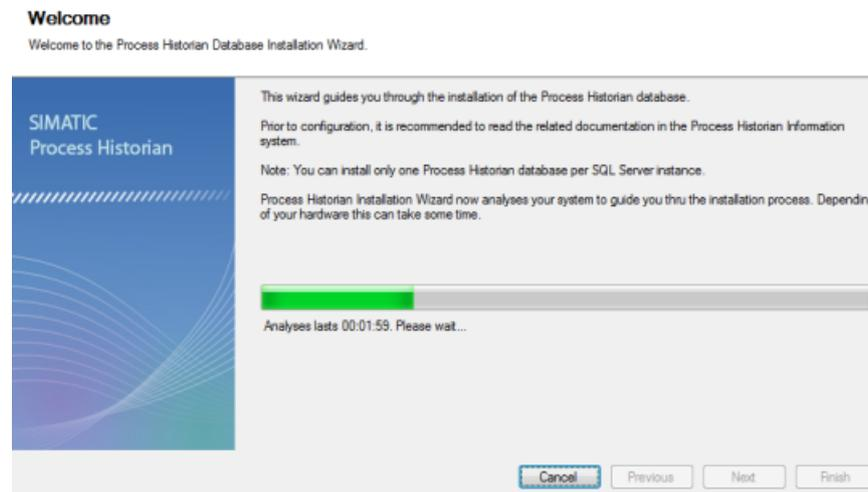 Welcome
Welcome to the Process Historian Database Installation Wizard.
SIMATIC
Process Historian
This wizard guides you through the installation of the Process Historian database.
Prior to configuration, it is recommended to read the related documentation in the Process Historian Information
system.
Note: You can install only one Process Historian database per SQL Server instance.
Process Historian Installation Wizard now analyses your system to guide you thru the installation process. Dependin
of your hardware this can take some time.
Analyses lasts 00:01:59. Please wait...
Cancel Previous Next Finish